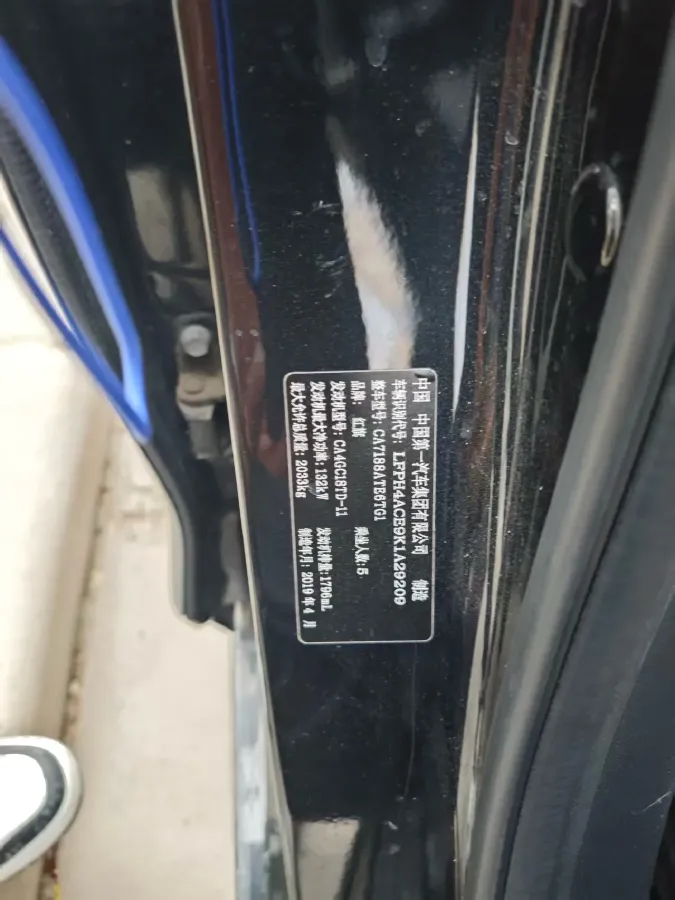 中国 中国第一汽车集团有限公司 制造
车辆识别代号: LFPH4ACE9K1A29209
整车型号: CA7188ATE6TG1
品牌: 红旗 乘坐人数:5
发动机型号: CA4GC18TD-11
发动机最大净功率: 132kW 发动机排量:1796mL
最大允许总质量: 2033kg 制造年月: 2019年4月